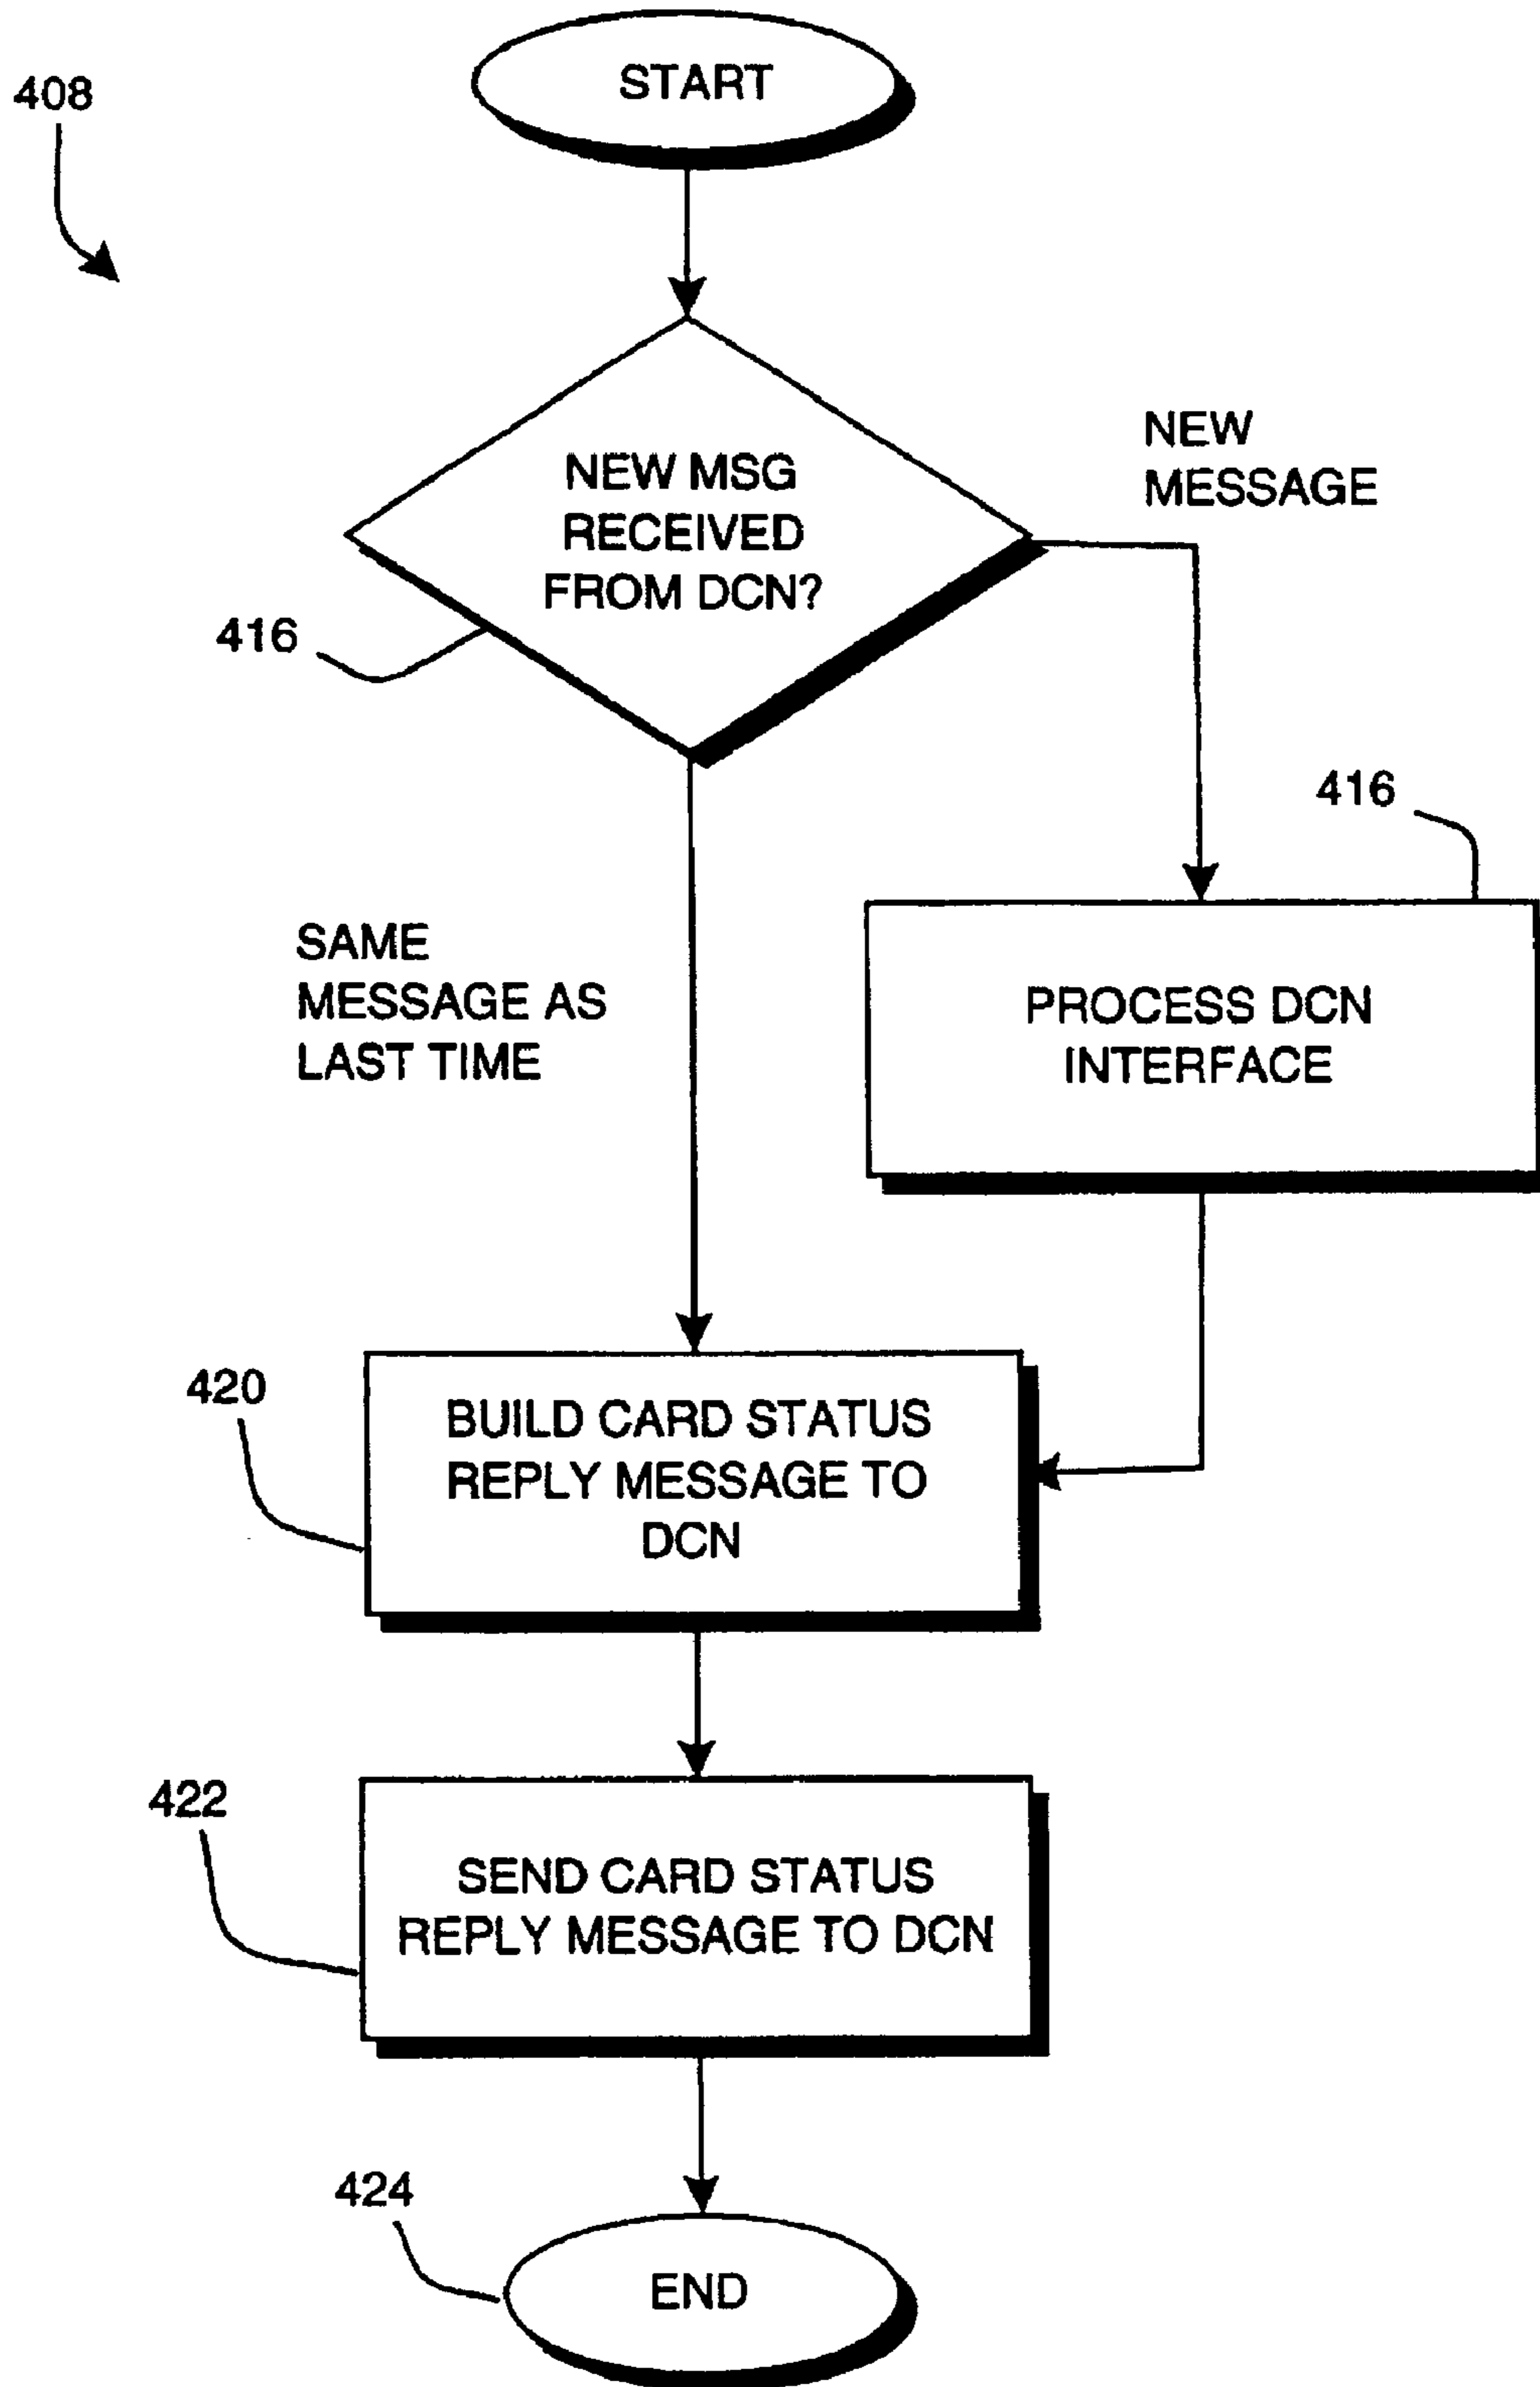 START
408
NEW MSG
RECEIVED
FROM DCN?
NEW
MESSAGE
416
416
SAME
MESSAGE AS
LAST TIME
PROCESS DCN
INTERFACE
420
BUILD CARD STATUS
REPLY MESSAGE TO
DCN
422
SEND CARD STATUS
REPLY MESSAGE TO DCN
424
END